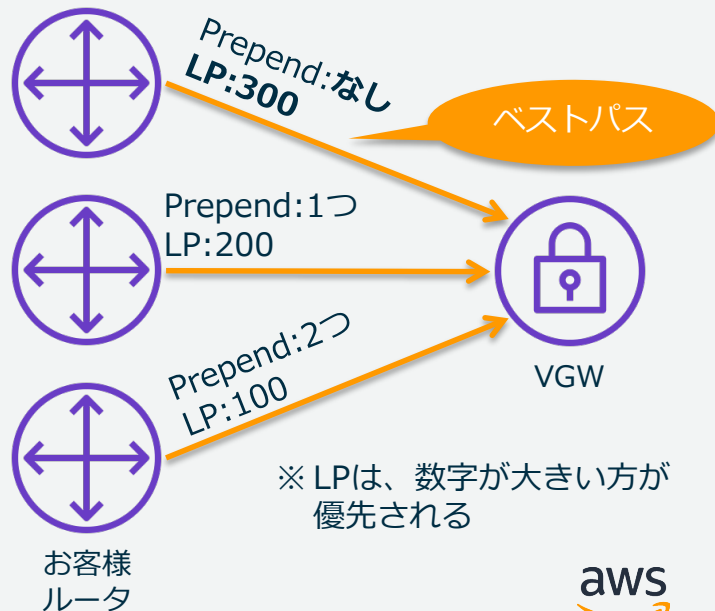 Prepend:なし
LP:300
ベストパス
Prepend:1つ
LP:200
Prepend:2つ
LP:100
VGW
※ LPは、数字が大きい方が
優先される
お客様
ルータ
aws